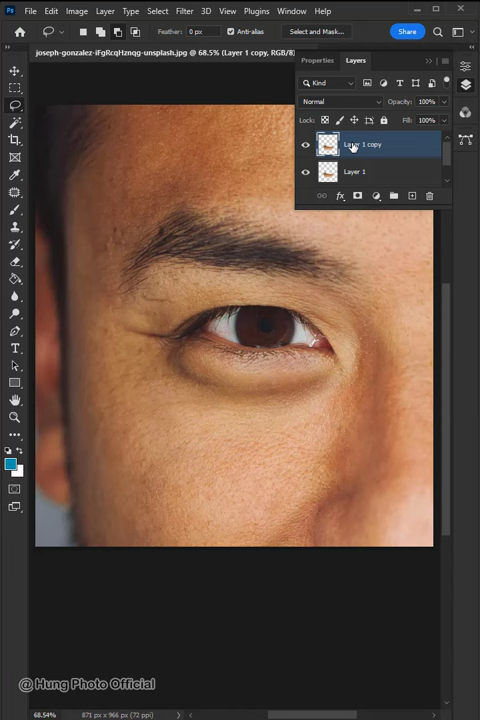 Ps File Edit Image Layer Type Select Filter 3D View Plugins Window Help
Feather: 0 px Anti-alias Select and Mask... Share
joseph-gonzalez-iFgRcqHznqg-unsplash.jpg @ 68.5% (Layer 1 copy, RGB/8)
Properties Layers
Kind
Normal Opacity: 100%
Lock: Fill: 100%
Layer 1 copy
Layer 1
fx
@ Hung Photo Official
68.54% 871 px x 966 px (72 ppi)